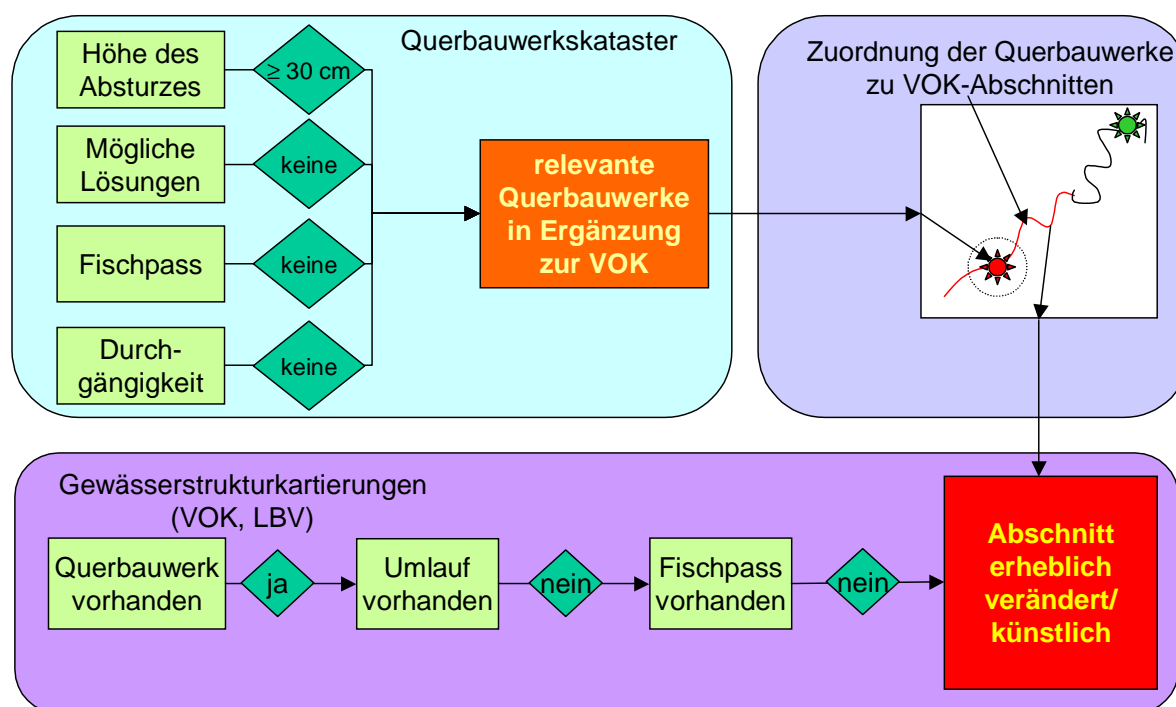 Querbauwerkskataster
Höhe des
Absturzes
≥ 30 cm
Mögliche
Lösungen
keine
Fischpass
keine
Durch-
gängigkeit
keine
relevante
Querbauwerke
in Ergänzung
zur VOK
Zuordnung der Querbauwerke
zu VOK-Abschnitten
Gewässerstrukturkartierungen
(VOK, LBV)
Querbauwerk
vorhanden
ja
Umlauf
vorhanden
nein
Fischpass
vorhanden
nein
Abschnitt
erheblich
verändert/
künstlich